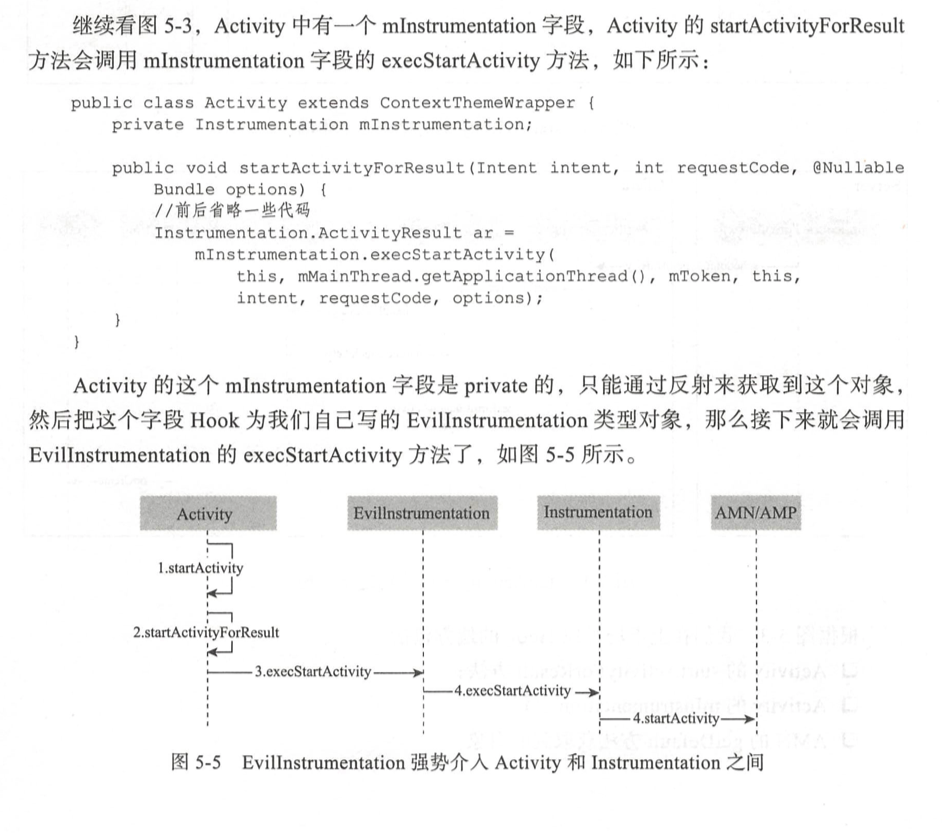 继续看图 5-3，Activity 中有一个 mInstrumentation 字段，Activity 的 startActivityForResult
方法会调用 mInstrumentation 字段的 execStartActivity 方法，如下所示：
public class Activity extends ContextThemeWrapper {
private Instrumentation mInstrumentation;
public void startActivityForResult(Intent intent, int requestCode, @Nullable
Bundle options) {
//前后省略一些代码
Instrumentation.ActivityResult ar =
mInstrumentation.execStartActivity(
this, mMainThread.getApplicationThread(), mToken, this,
intent, requestCode, options);
}
}
Activity 的这个 mInstrumentation 字段是 private 的，只能通过反射来获取到这个对象，
然后把这个字段 Hook 为我们自己写的 EvilInstrumentation 类型对象，那么接下来就会调用
EvilInstrumentation 的 execStartActivity 方法了，如图 5-5 所示。
Activity EvilInstrumentation Instrumentation AMN/AMP
1.startActivity
2.startActivityForResult
3.execStartActivity
4.execStartActivity
4.startActivity
图 5-5 EvilInstrumentation 强势介入 Activity 和 Instrumentation 之间